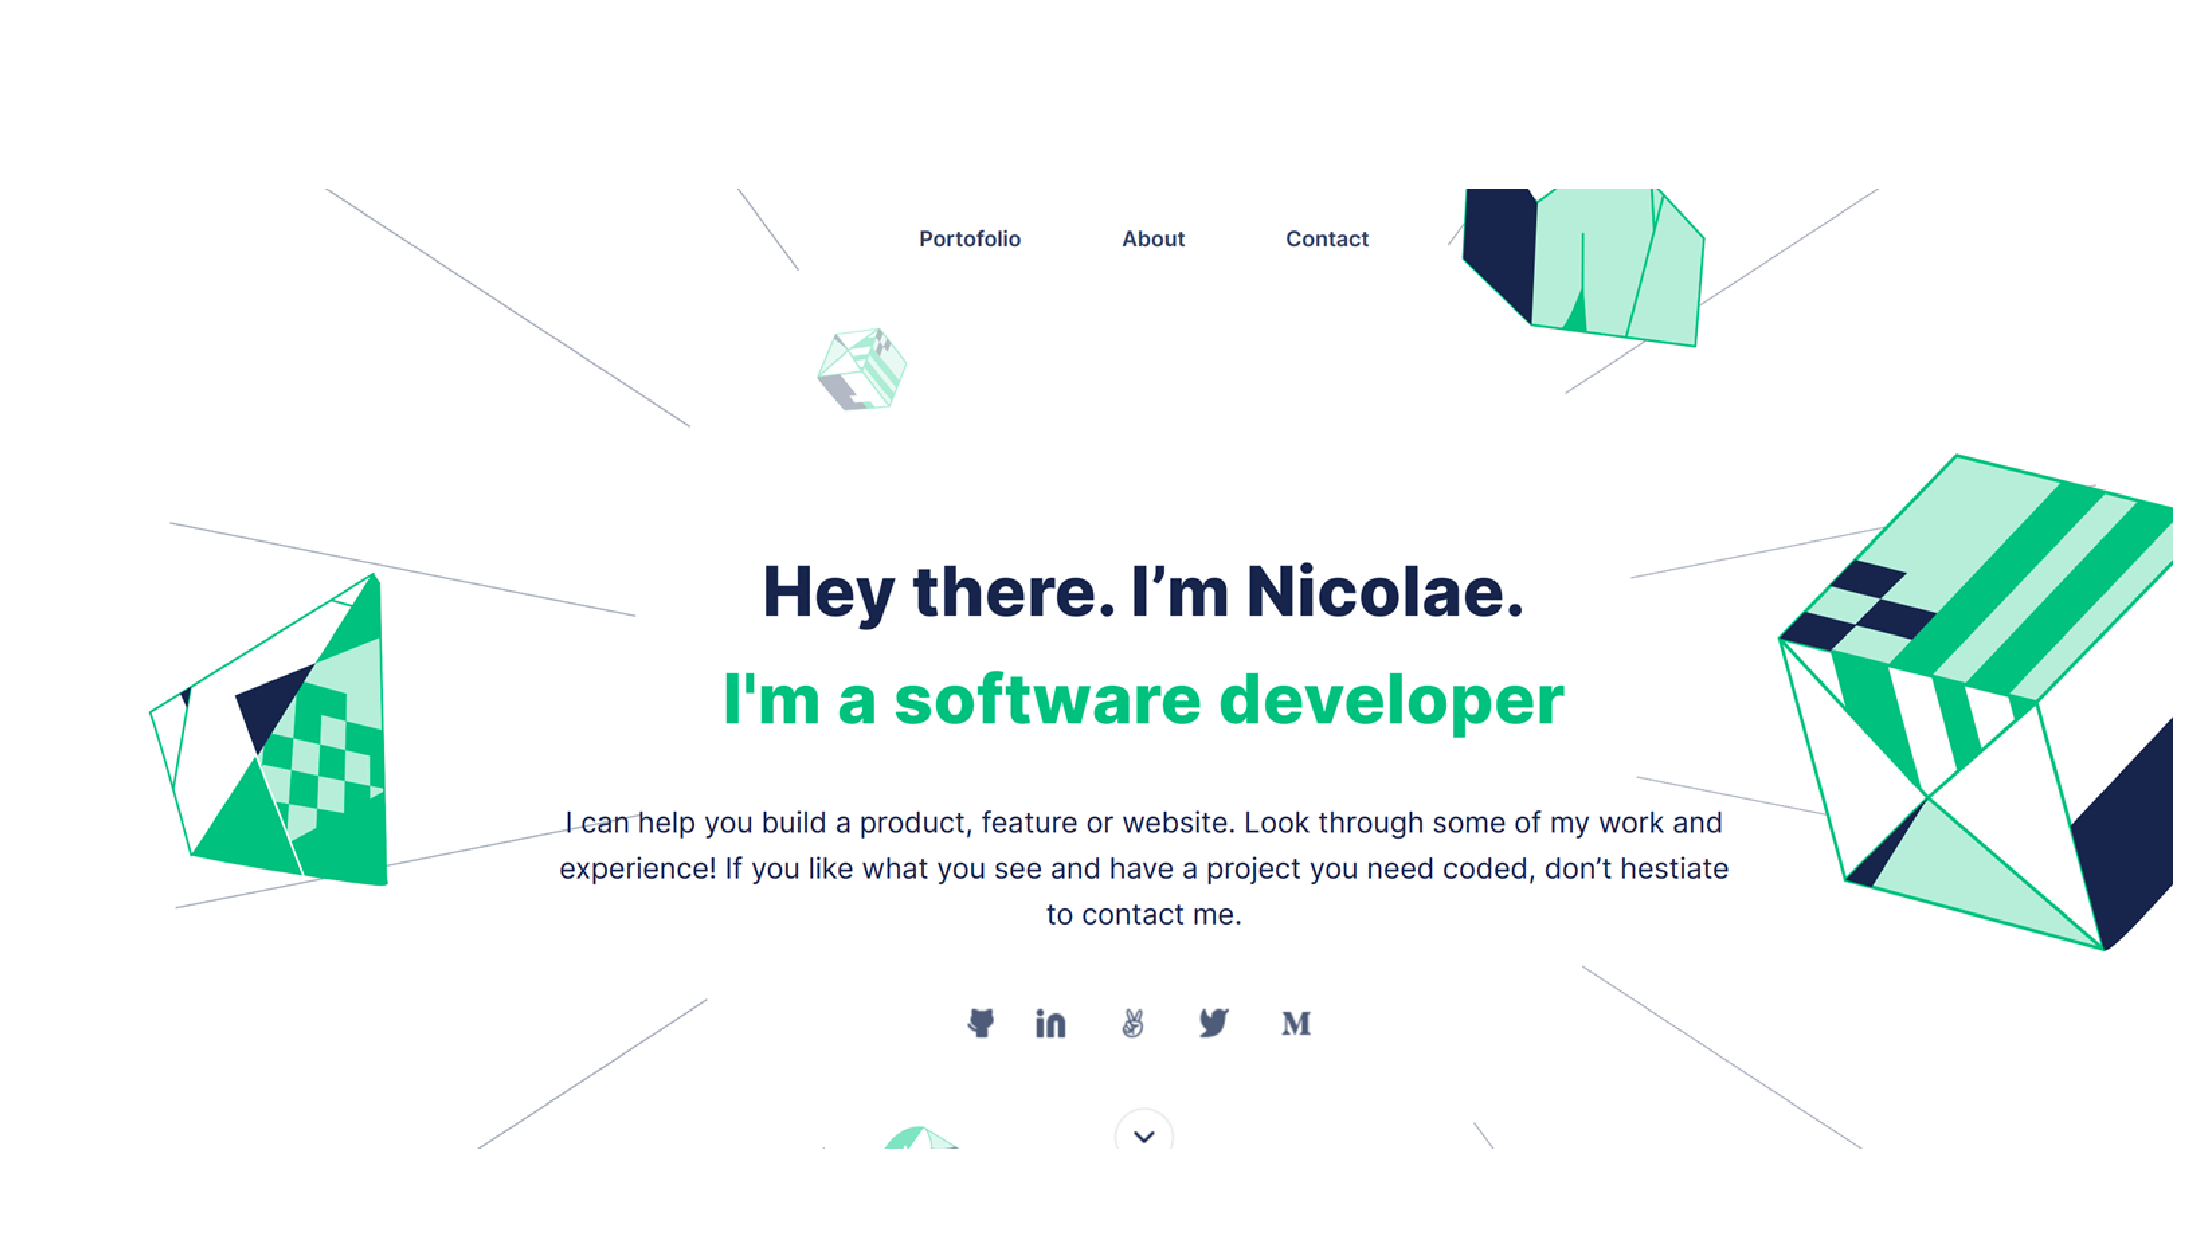 Portofolio About Contact
Hey there. I’m Nicolae.
I'm a software developer
I can help you build a product, feature or website. Look through some of my work and
experience! If you like what you see and have a project you need coded, don’t hestiate
to contact me.